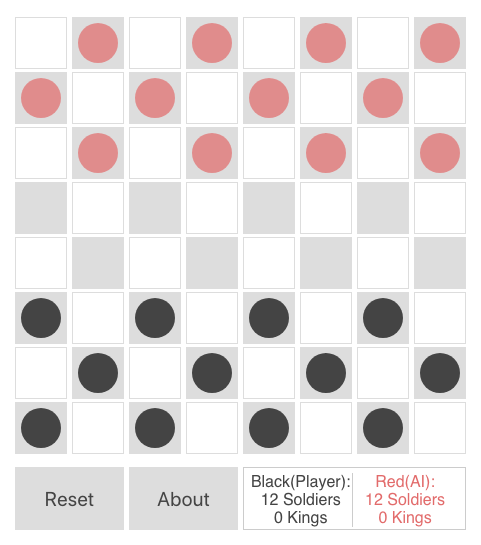 Reset
About
Black(Player):
12 Soldiers
0 Kings
Red(AI):
12 Soldiers
0 Kings